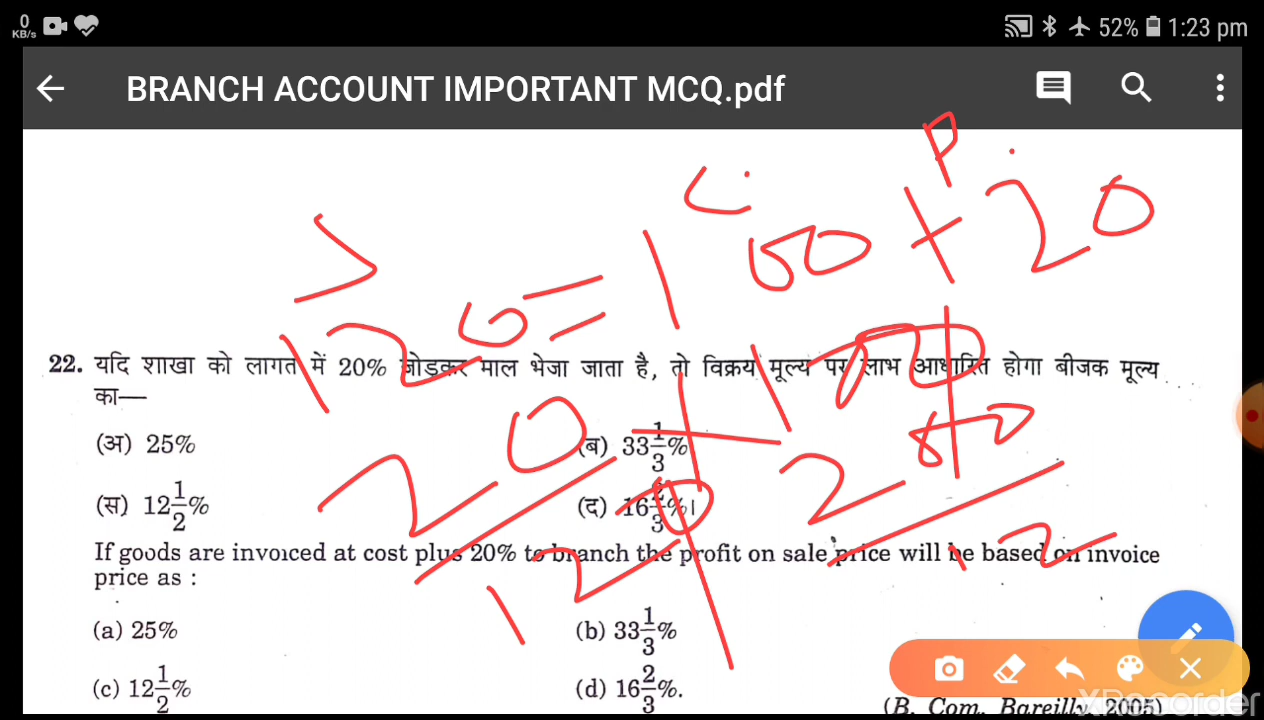 0 KB/s 52% 1:23 pm
BRANCH ACCOUNT IMPORTANT MCQ.pdf
C P
S 120 = 100 + 20
22. यदि शाखा को लागत में 20% जोड़कर माल भेजा जाता है, तो विक्रय मूल्य पर लाभ आधारित होगा बीजक मूल्य
का—
(अ) 25% (ब) 33 1/3%
(स) 12 1/2% (द) 16 2/3%।
If goods are invoiced at cost plus 20% to branch the profit on sale price will be based on invoice
price as :
(a) 25% (b) 33 1/3%
(c) 12 1/2% (d) 16 2/3%.
(B. Com. Bareilly 2005)
XRecorder